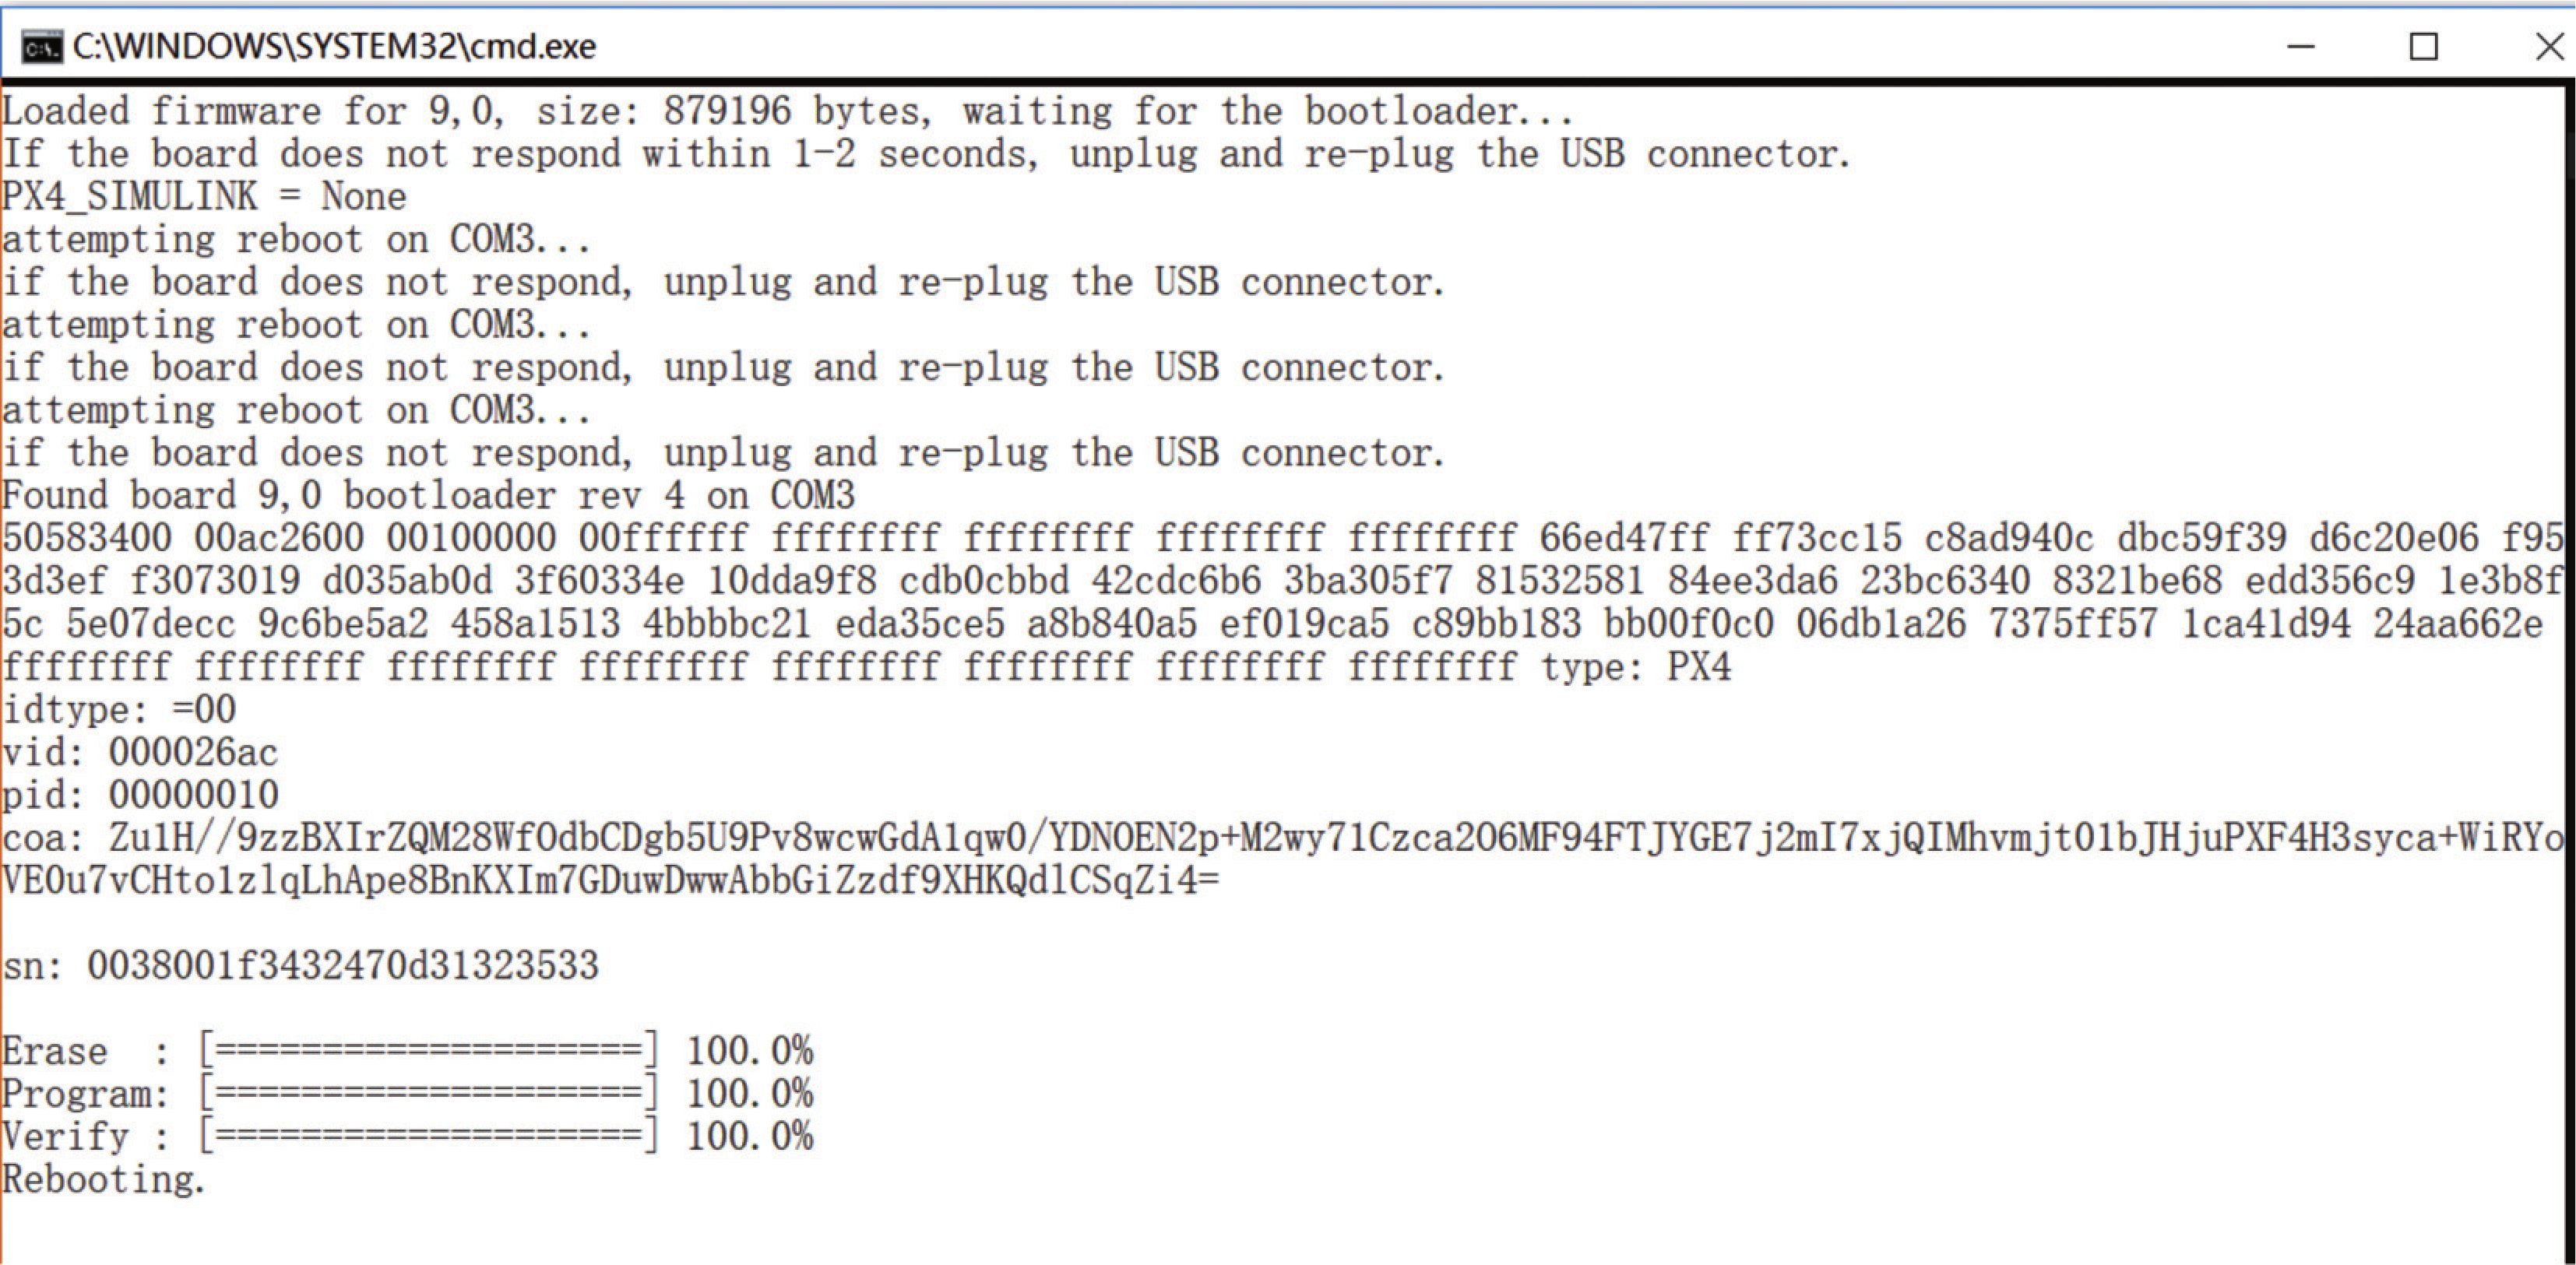 C:\WINDOWS\SYSTEM32\cmd.exe
Loaded firmware for 9,0, size: 879196 bytes, waiting for the bootloader...
If the board does not respond within 1-2 seconds, unplug and re-plug the USB connector.
PX4_SIMULINK = None
attempting reboot on COM3...
if the board does not respond, unplug and re-plug the USB connector.
attempting reboot on COM3...
if the board does not respond, unplug and re-plug the USB connector.
attempting reboot on COM3...
if the board does not respond, unplug and re-plug the USB connector.
Found board 9,0 bootloader rev 4 on COM3
50583400 00ac2600 00100000 00ffffff ffffffff ffffffff ffffffff ffffffff 66ed47ff ff73cc15 c8ad940c dbc59f39 d6c20e06 f95
3d3ef f3073019 d035ab0d 3f60334e 10dda9f8 cdb0cbbd 42cdc6b6 3ba305f7 81532581 84ee3da6 23bc6340 8321be68 edd356c9 1e3b8f
5c 5e07decc 9c6be5a2 458a1513 4bbbbc21 eda35ce5 a8b840a5 ef019ca5 c89bb183 bb00f0c0 06db1a26 7375ff57 1ca41d94 24aa662e
ffffffff ffffffff ffffffff ffffffff ffffffff ffffffff ffffffff ffffffff type: PX4
idtype: =00
vid: 000026ac
pid: 00000010
coa: Zu1H//9zzBXIrZQM28WfOdbCDgb5U9Pv8wcwGdA1qw0/YDNOEN2p+M2wy71Czca2O6MF94FTJYGE7j2mI7xjQIMhvmjt01bJHjuPXF4H3syca+WiRYo
VE0u7vCHto1zlqLhApe8BnKXIm7GDuwDwwAbbGiZzdf9XHKQdlCSqZi4=
sn: 0038001f3432470d31323533
Erase  : [====================] 100.0%
Program: [====================] 100.0%
Verify : [====================] 100.0%
Rebooting.